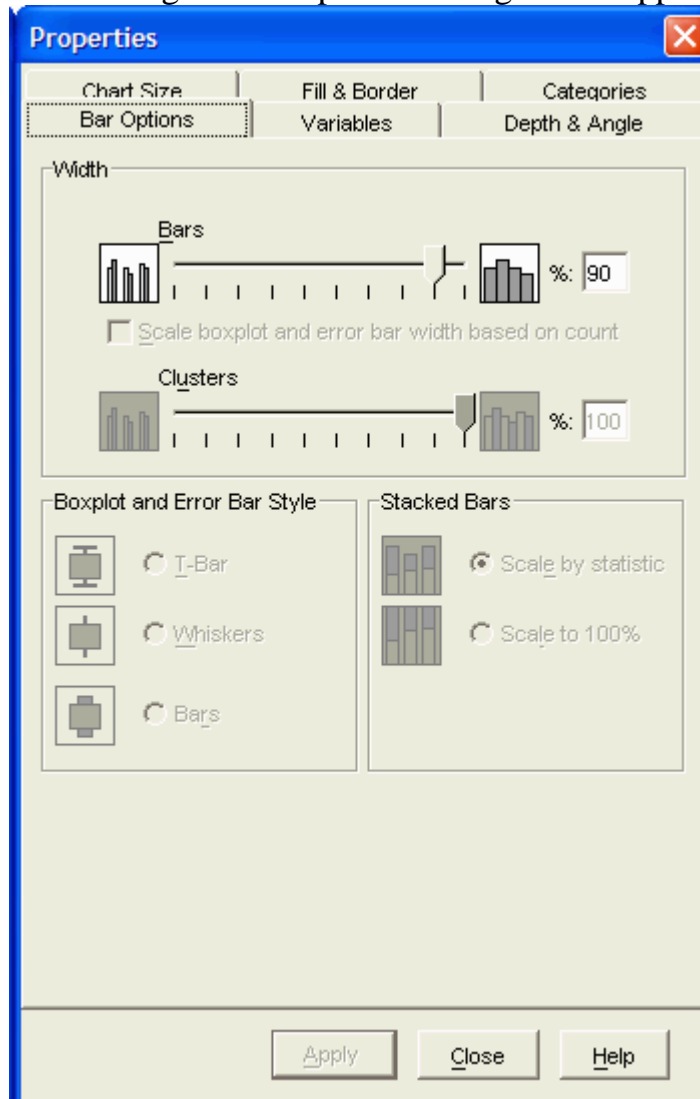 Properties
Chart Size Fill & Border Categories
Bar Options Variables Depth & Angle
Width
Bars
%: 90
Scale boxplot and error bar width based on count
Clusters
%: 100
Boxplot and Error Bar Style
T-Bar
Whiskers
Bars
Stacked Bars
Scale by statistic
Scale to 100%
Apply Close Help